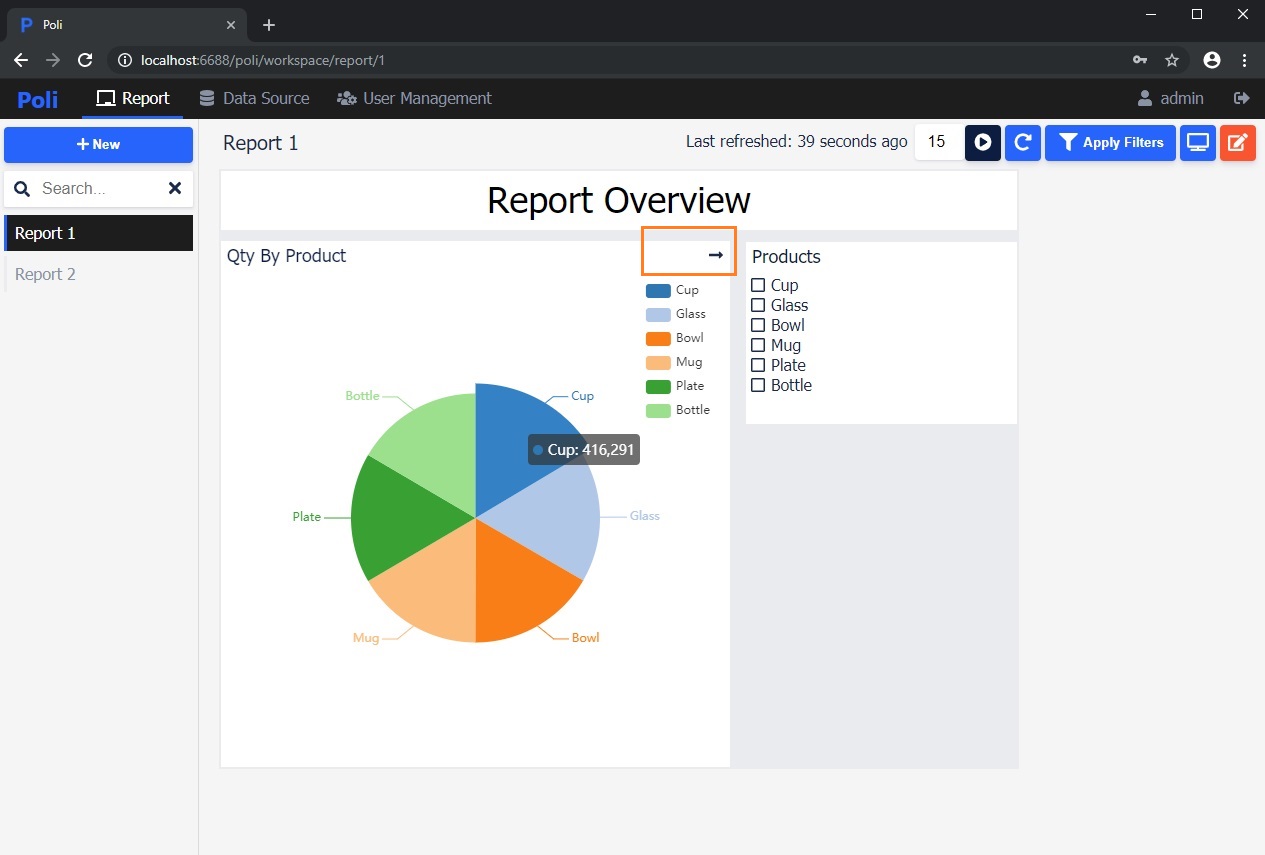 Poli
localhost:6688/poli/workspace/report/1
Poli
Report
Data Source
User Management
admin
New
Search...
Report 1
Report 2
Report 1
Last refreshed: 39 seconds ago
15
Apply Filters
Report Overview
Qty By Product
Cup
Glass
Bowl
Mug
Plate
Bottle
Bottle
Cup
Cup: 416,291
Plate
Glass
Mug
Bowl
Products
Cup
Glass
Bowl
Mug
Plate
Bottle